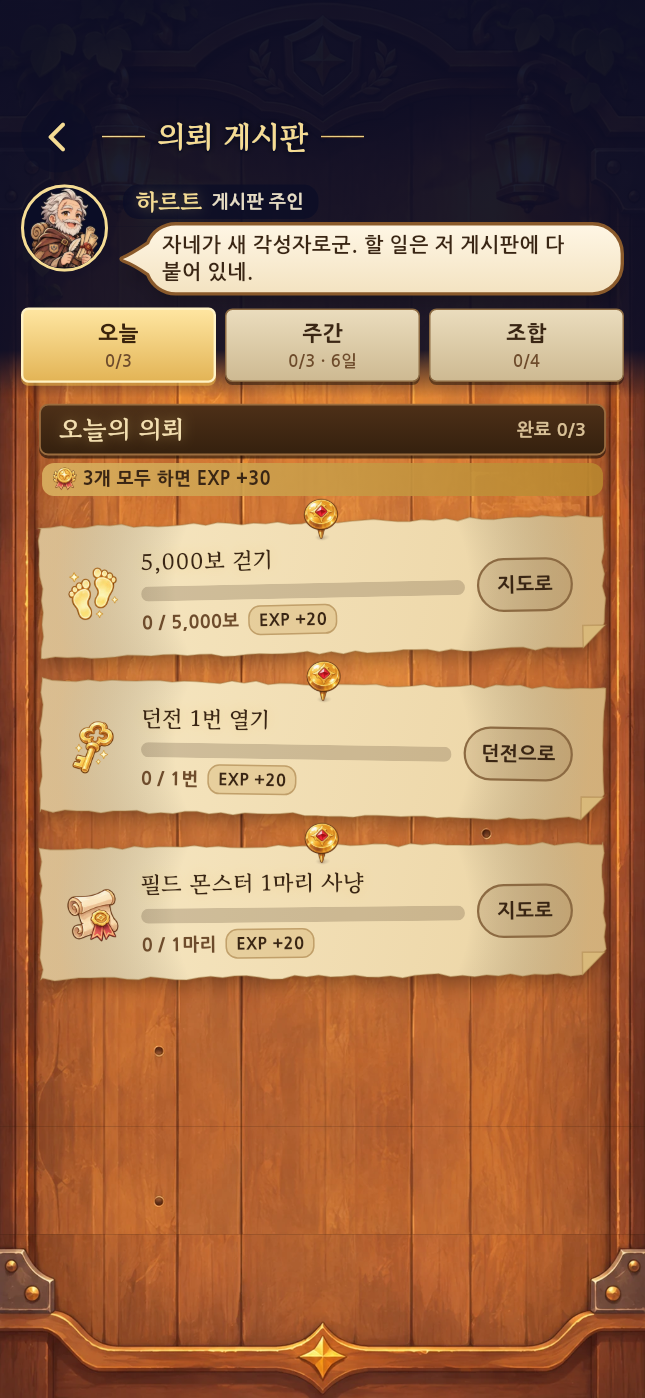 의뢰 게시판
하르트 게시판 주인
자네가 새 각성자로군. 할 일은 저 게시판에 다
붙어 있네.
오늘
0/3
주간
0/3 · 6일
조합
0/4
오늘의 의뢰
완료 0/3
3개 모두 하면 EXP +30
5,000보 걷기
0 / 5,000보
EXP +20
지도로
던전 1번 열기
0 / 1번
EXP +20
던전으로
필드 몬스터 1마리 사냥
0 / 1마리
EXP +20
지도로